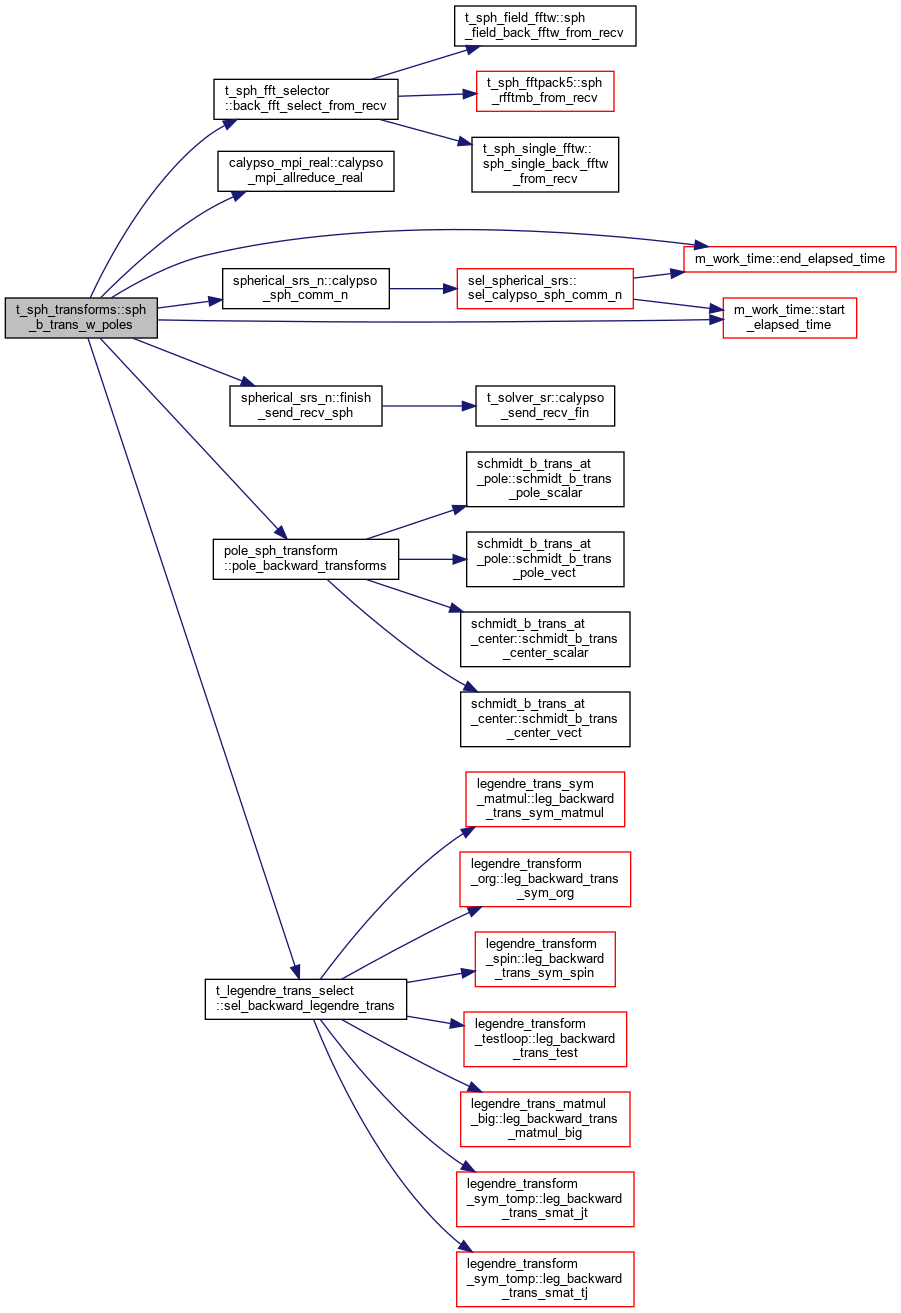 t_sph_transforms::sph
_b_trans_w_poles
t_sph_fft_selector
::back_fft_select_from_recv
t_sph_field_fftw::sph
_field_back_fftw_from_recv
t_sph_fftpack5::sph
_rfftmb_from_recv
t_sph_single_fftw::
sph_single_back_fftw
_from_recv
calypso_mpi_real::calypso
_mpi_allreduce_real
m_work_time::end_elapsed_time
spherical_srs_n::calypso
_sph_comm_n
sel_spherical_srs::
sel_calypso_sph_comm_n
m_work_time::start
_elapsed_time
spherical_srs_n::finish
_send_recv_sph
t_solver_sr::calypso
_send_recv_fin
pole_sph_transform
::pole_backward_transforms
schmidt_b_trans_at
_pole::schmidt_b_trans
_pole_scalar
schmidt_b_trans_at
_pole::schmidt_b_trans
_pole_vect
schmidt_b_trans_at
_center::schmidt_b_trans
_center_scalar
schmidt_b_trans_at
_center::schmidt_b_trans
_center_vect
t_legendre_trans_select
::sel_backward_legendre_trans
legendre_trans_sym
_matmul::leg_backward
_trans_sym_matmul
legendre_transform
_org::leg_backward_trans
_sym_org
legendre_transform
_spin::leg_backward
_trans_sym_spin
legendre_transform
_testloop::leg_backward
_trans_test
legendre_trans_matmul
_big::leg_backward_trans
_matmul_big
legendre_transform
_sym_tomp::leg_backward
_trans_smat_jt
legendre_transform
_sym_tomp::leg_backward
_trans_smat_tj